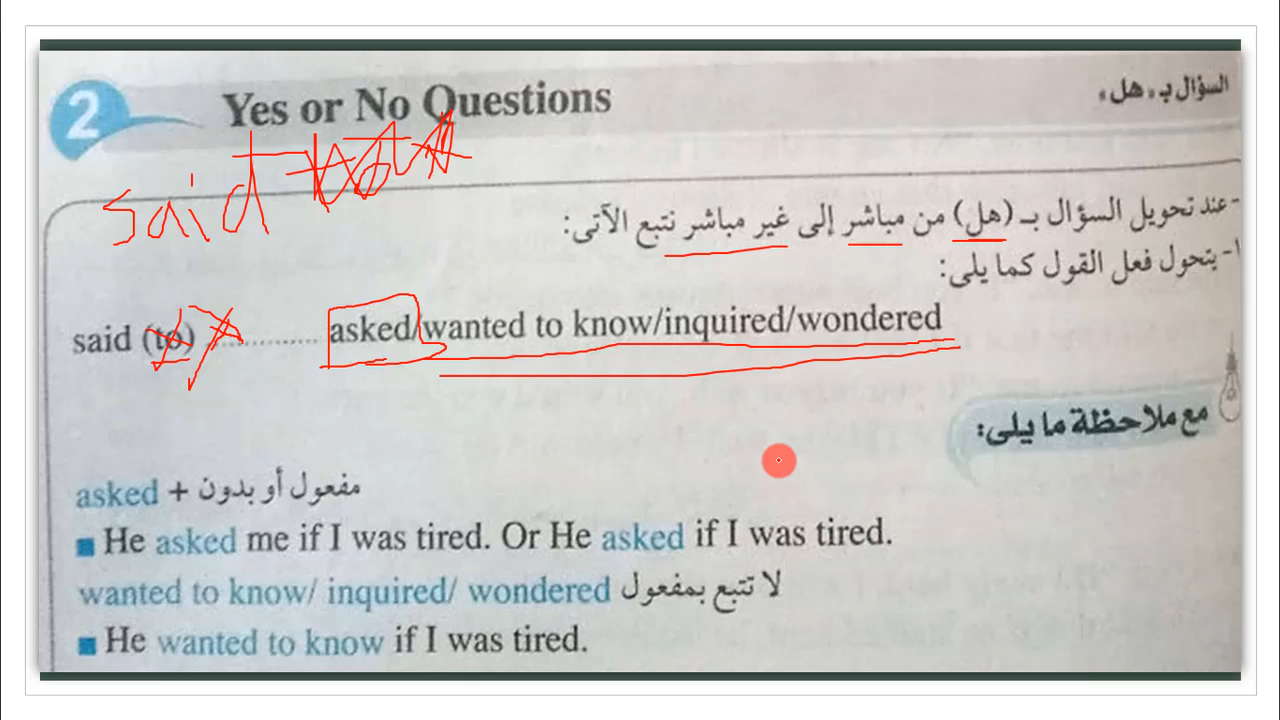 2 Yes or No Questions السؤال بـ «هل»
said
- عند تحويل السؤال بـ (هل) من مباشر إلى غير مباشر نتبع الآتى:
١- يتحول فعل القول كما يلى:
said (to) ............. asked/wanted to know/inquired/wondered
مع ملاحظة ما يلى:
asked + مفعول أو بدون
■ He asked me if I was tired. Or He asked if I was tired.
wanted to know/ inquired/ wondered لا تتبع بمفعول
■ He wanted to know if I was tired.